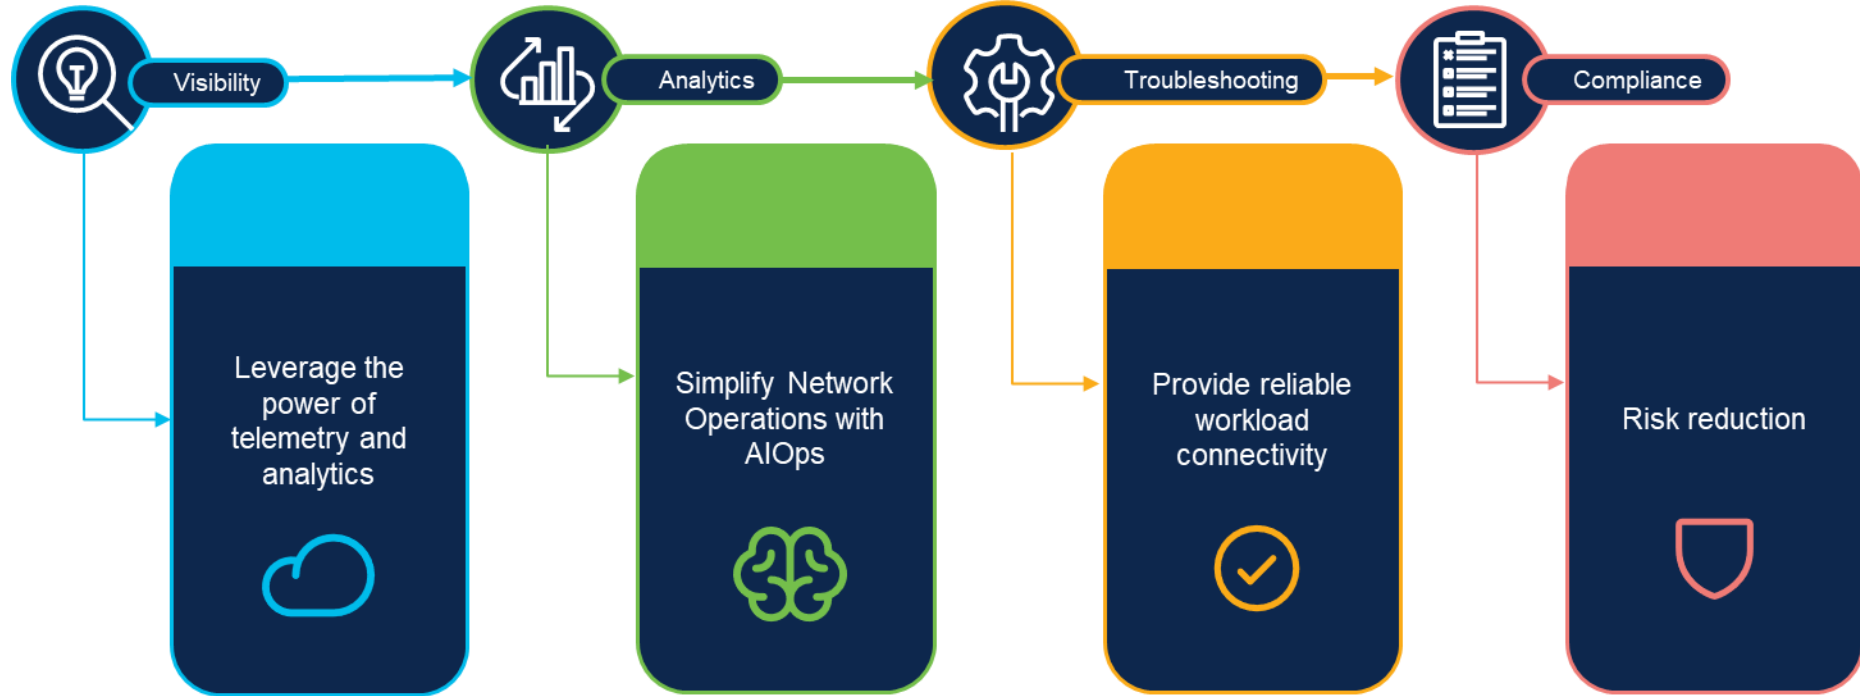 Visibility
Analytics
Troubleshooting
Compliance
Leverage the
power of
telemetry and
analytics
Simplify Network
Operations with
AIOps
Provide reliable
workload
connectivity
Risk reduction